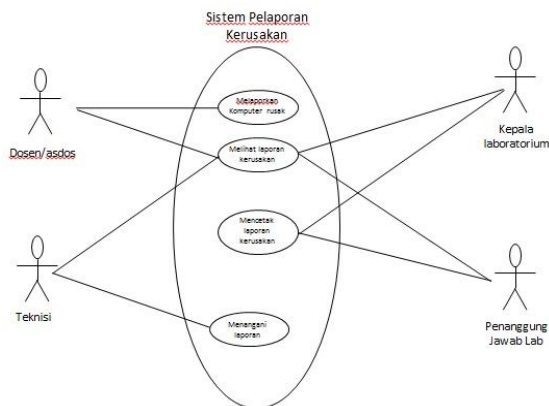 Sistem Pelaporan
Kerusakan
Melaporkan
Komputer rusak
Dosen/asdos
Melihat laporan
kerusakan
Kepala
laboratorium
Mencetak
laporan
kerusakan
Teknisi
Menangani
laporan
Penanggung
Jawab Lab